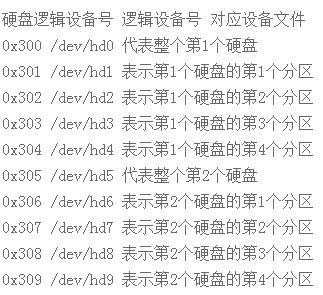 硬盘逻辑设备号 逻辑设备号 对应设备文件
0x300 /dev/hd0 代表整个第1个硬盘
0x301 /dev/hd1 表示第1个硬盘的第1个分区
0x302 /dev/hd2 表示第1个硬盘的第2个分区
0x303 /dev/hd3 表示第1个硬盘的第3个分区
0x304 /dev/hd4 表示第1个硬盘的第4个分区
0x305 /dev/hd5 代表整个第2个硬盘
0x306 /dev/hd6 表示第2个硬盘的第1个分区
0x307 /dev/hd7 表示第2个硬盘的第2个分区
0x308 /dev/hd8 表示第2个硬盘的第3个分区
0x309 /dev/hd9 表示第2个硬盘的第4个分区